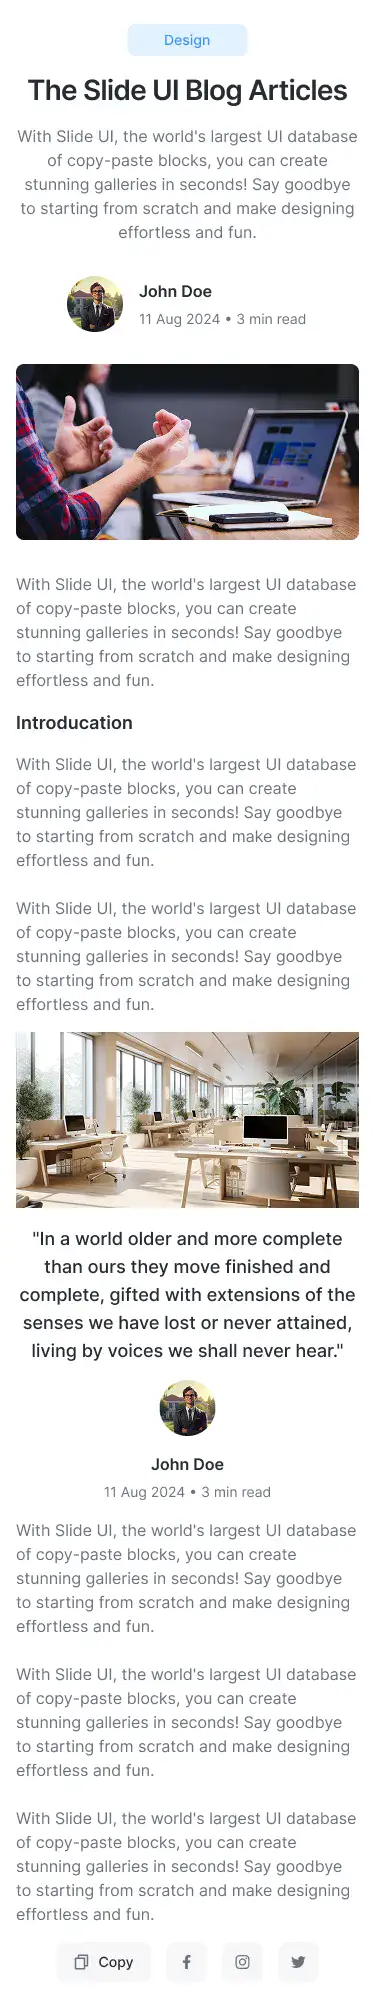 Design
The Slide UI Blog Articles
With Slide UI, the world's largest UI database
of copy-paste blocks, you can create
stunning galleries in seconds! Say goodbye
to starting from scratch and make designing
effortless and fun.
John Doe
11 Aug 2024 • 3 min read
With Slide UI, the world's largest UI database
of copy-paste blocks, you can create
stunning galleries in seconds! Say goodbye
to starting from scratch and make designing
effortless and fun.
Introducation
With Slide UI, the world's largest UI database
of copy-paste blocks, you can create
stunning galleries in seconds! Say goodbye
to starting from scratch and make designing
effortless and fun.
With Slide UI, the world's largest UI database
of copy-paste blocks, you can create
stunning galleries in seconds! Say goodbye
to starting from scratch and make designing
effortless and fun.
"In a world older and more complete
than ours they move finished and
complete, gifted with extensions of the
senses we have lost or never attained,
living by voices we shall never hear."
John Doe
11 Aug 2024 • 3 min read
With Slide UI, the world's largest UI database
of copy-paste blocks, you can create
stunning galleries in seconds! Say goodbye
to starting from scratch and make designing
effortless and fun.
With Slide UI, the world's largest UI database
of copy-paste blocks, you can create
stunning galleries in seconds! Say goodbye
to starting from scratch and make designing
effortless and fun.
With Slide UI, the world's largest UI database
of copy-paste blocks, you can create
stunning galleries in seconds! Say goodbye
to starting from scratch and make designing
effortless and fun.
Copy